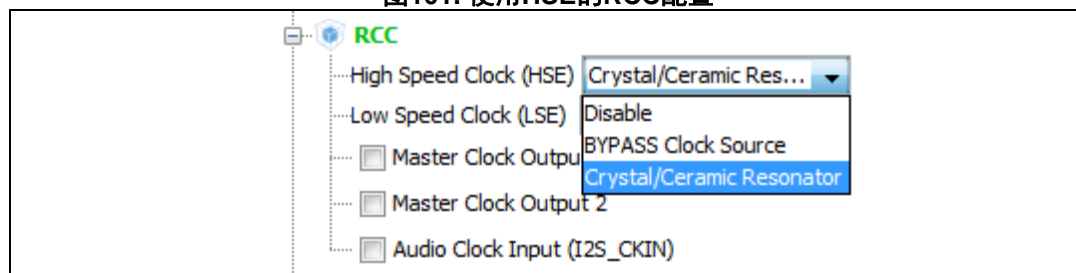 RCC
High Speed Clock (HSE) Crystal/Ceramic Res...
Low Speed Clock (LSE) Disable
BYPASS Clock Source
Master Clock Outpu
Crystal/Ceramic Resonator
Master Clock Output 2
Audio Clock Input (I2S_CKIN)